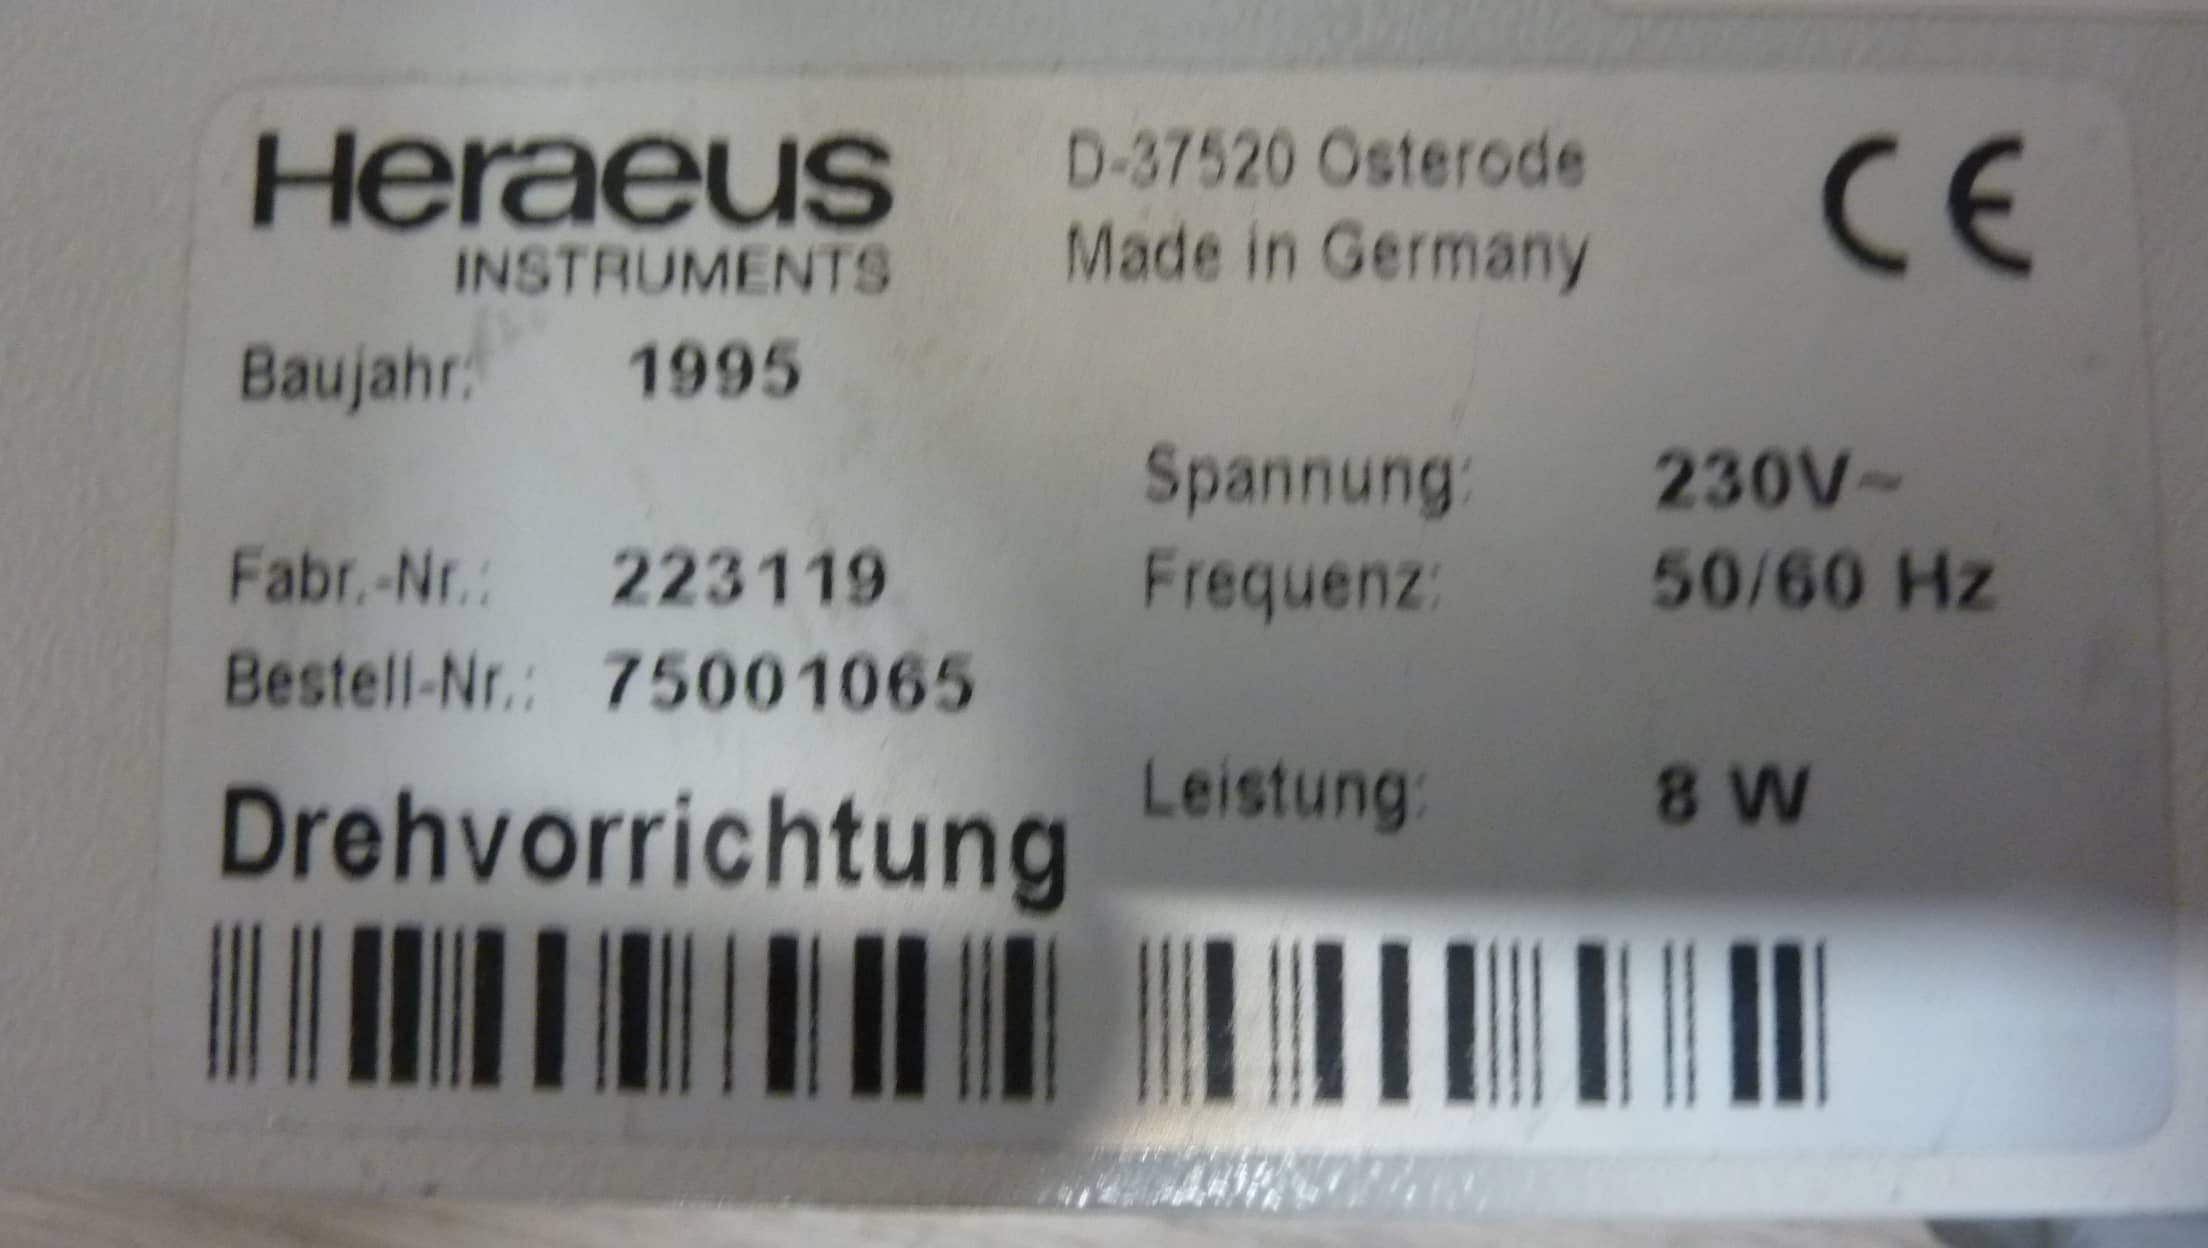 Heraeus
INSTRUMENTS
D-37520 Osterode
Made in Germany
CE
Baujahr: 1995
Spannung: 230V~
Fabr.-Nr.: 223119
Frequenz: 50/60 Hz
Bestell-Nr.: 75001065
Leistung: 8 W
Drehvorrichtung